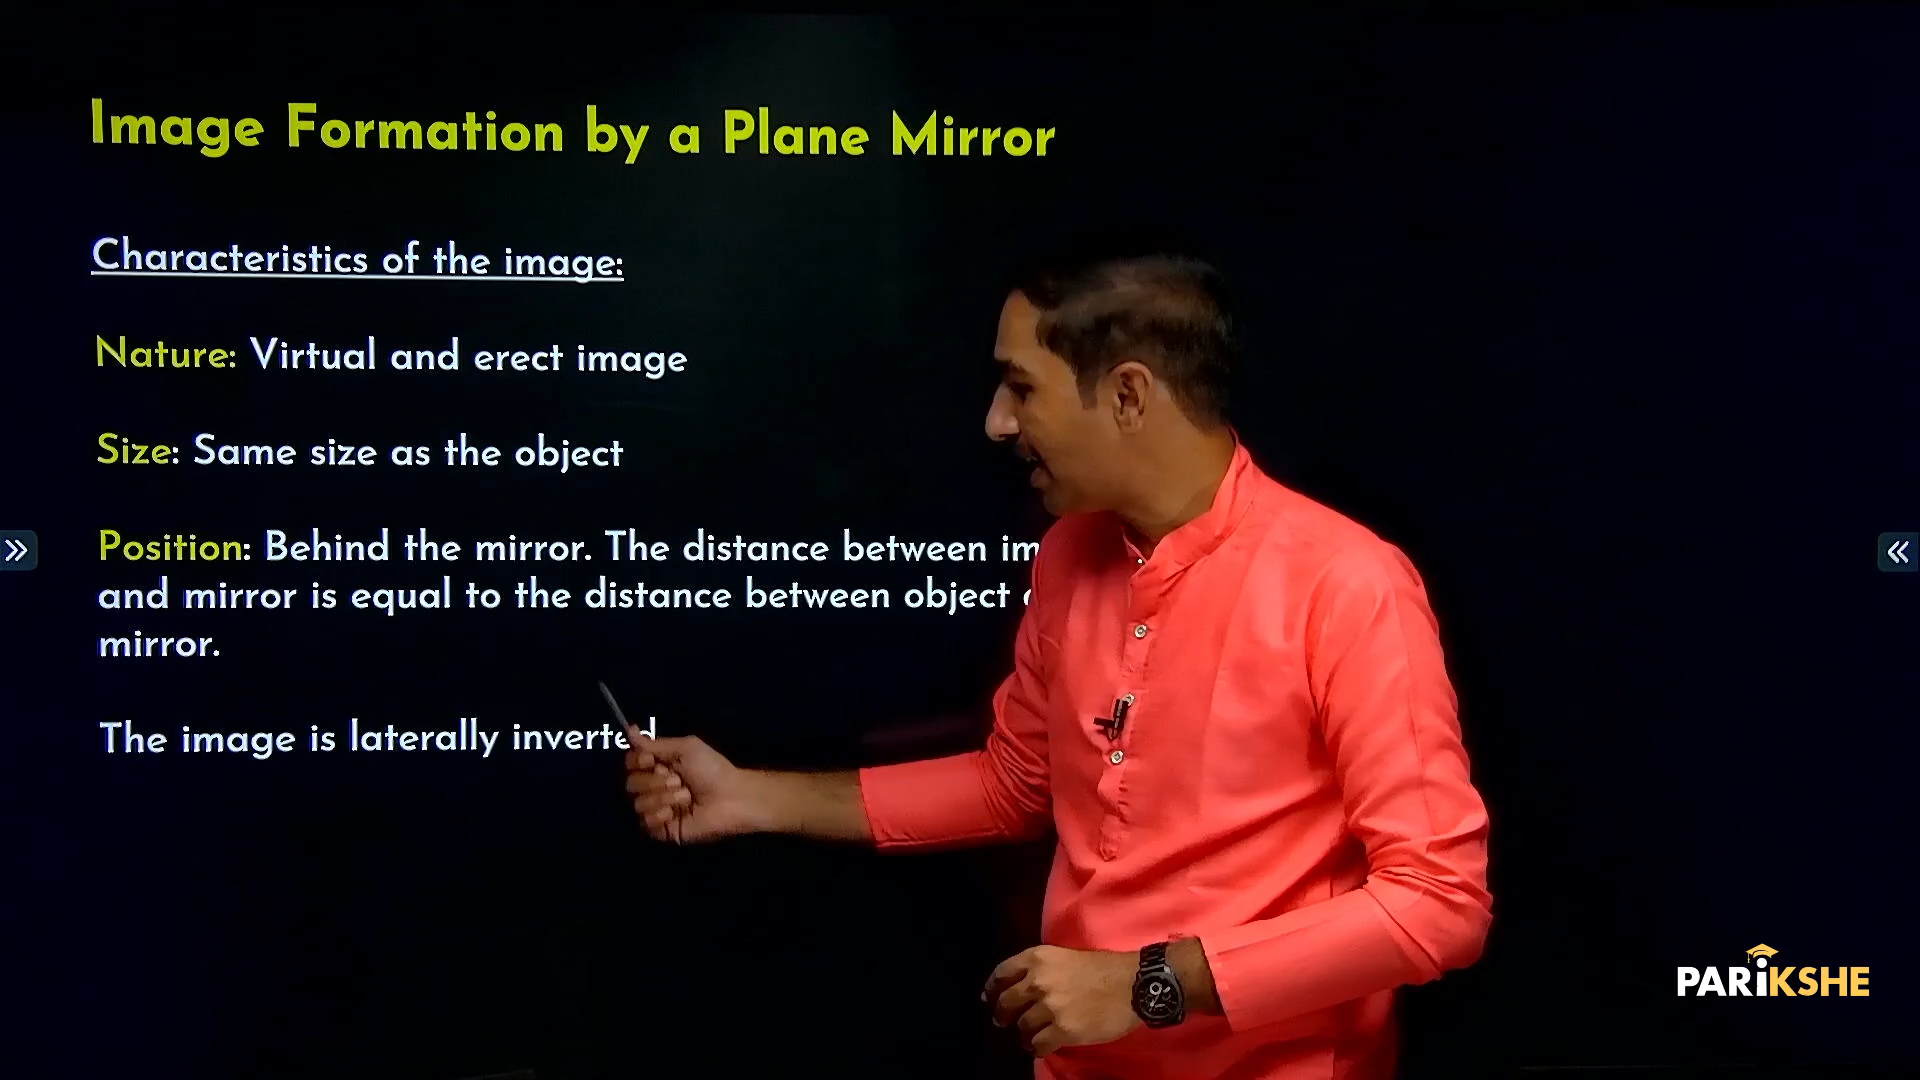 Image Formation by a Plane Mirror
Characteristics of the image:
Nature: Virtual and erect image
Size: Same size as the object
Position: Behind the mirror. The distance between
and mirror is equal to the distance between object
mirror.
The image is laterally inverted
PARiKSHE